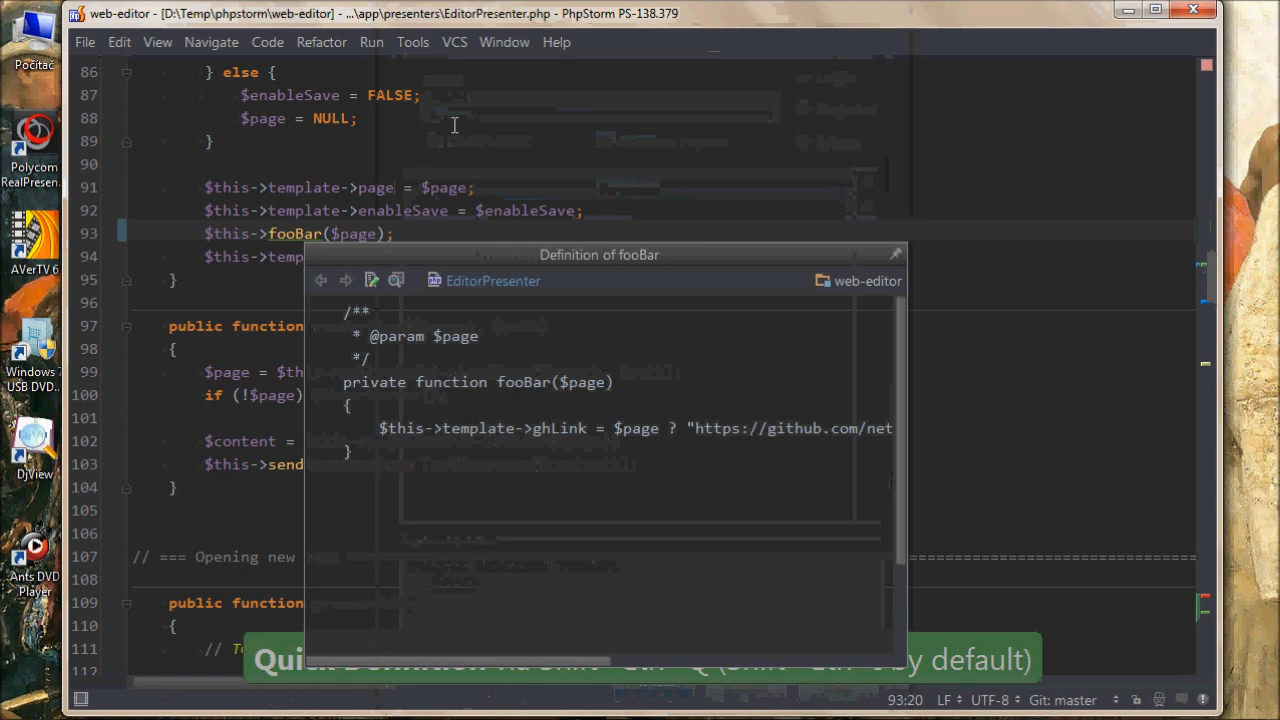 web-editor - [D:\Temp\phpstorm\web-editor] - ...\app\presenters\EditorPresenter.php - PhpStorm PS-138.379
File Edit View Navigate Code Refactor Run Tools VCS Window Help
Počítač
Polycom
RealPresen...
AVerTV 6
Windows 7
USB DVD...
DjView
Ants DVD
Player
86 } else {
87 $enableSave = FALSE;
88 $page = NULL;
89 }
90
91 $this->template->page = $page;
92 $this->template->enableSave = $enableSave;
93 $this->fooBar($page);
94 $this->temp
95 }
96
97 public function
98 {
99 $page = $th
100 if (!$page)
101
102 $content =
103 $this->send
104 }
105
106
107 // === Opening new
108
109 public function
110 {
111 //
112
Definition of fooBar
EditorPresenter web-editor
/**
* @param $page
*/
private function fooBar($page)
{
$this->template->ghLink = $page ? "https://github.com/net
}
by default)
93:20 LF UTF-8 Git: master